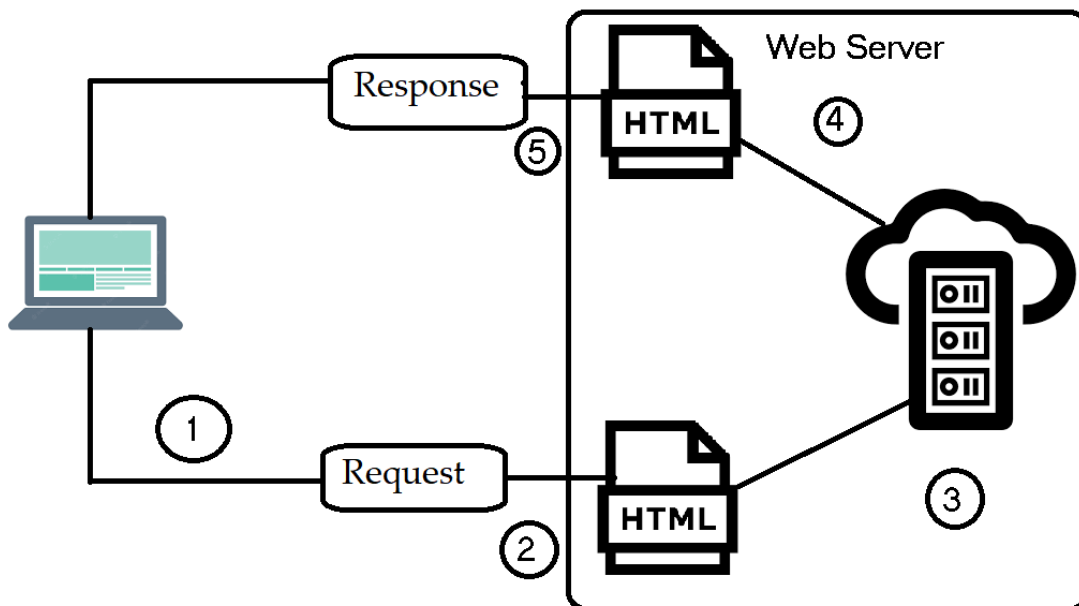 Web Server
Response
HTML
4
5
1
Request
HTML
3
2